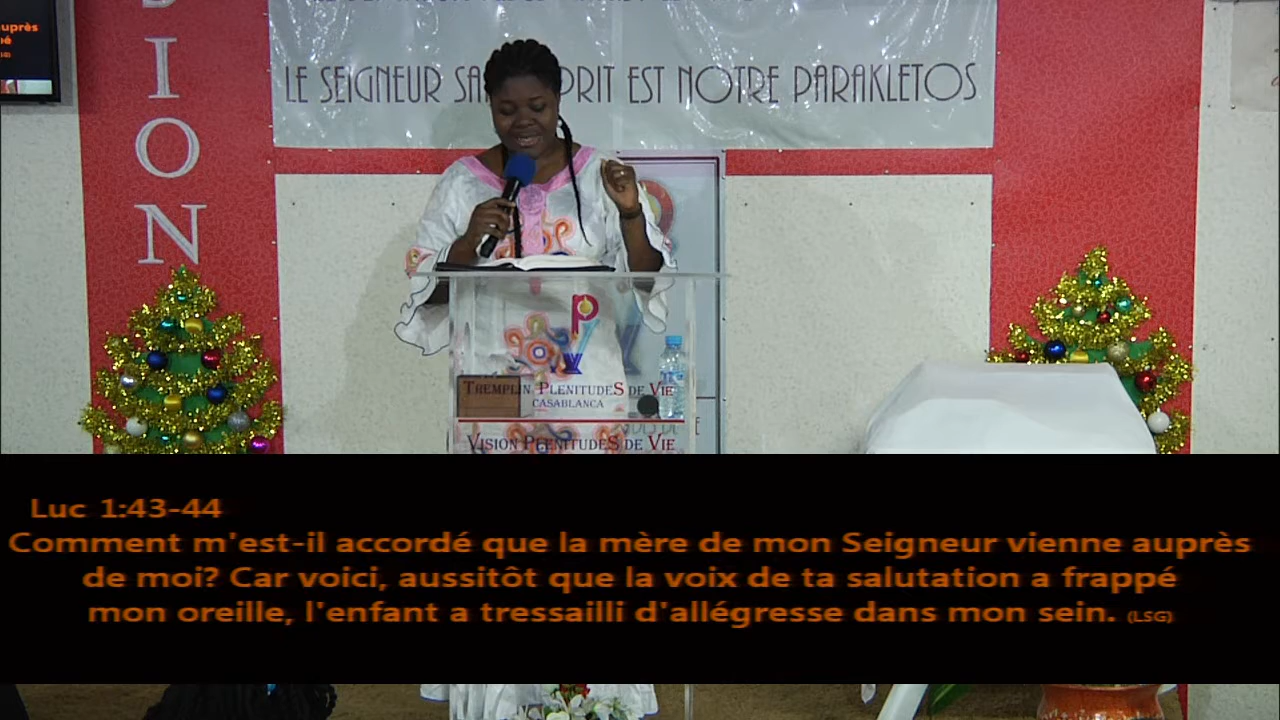 auprès
LE SEIGNEUR SA PRIT EST NOTRE PARAKLETOS
SION
P
V
TREMPLIN PLENITUDES DE VIE
CASABLANCA
VISION PLENITUDES DE VIE
Luc 1:43-44
Comment m'est-il accordé que la mère de mon Seigneur vienne auprès
de moi? Car voici, aussitôt que la voix de ta salutation a frappé
mon oreille, l'enfant a tressailli d'allégresse dans mon sein. (LSG)